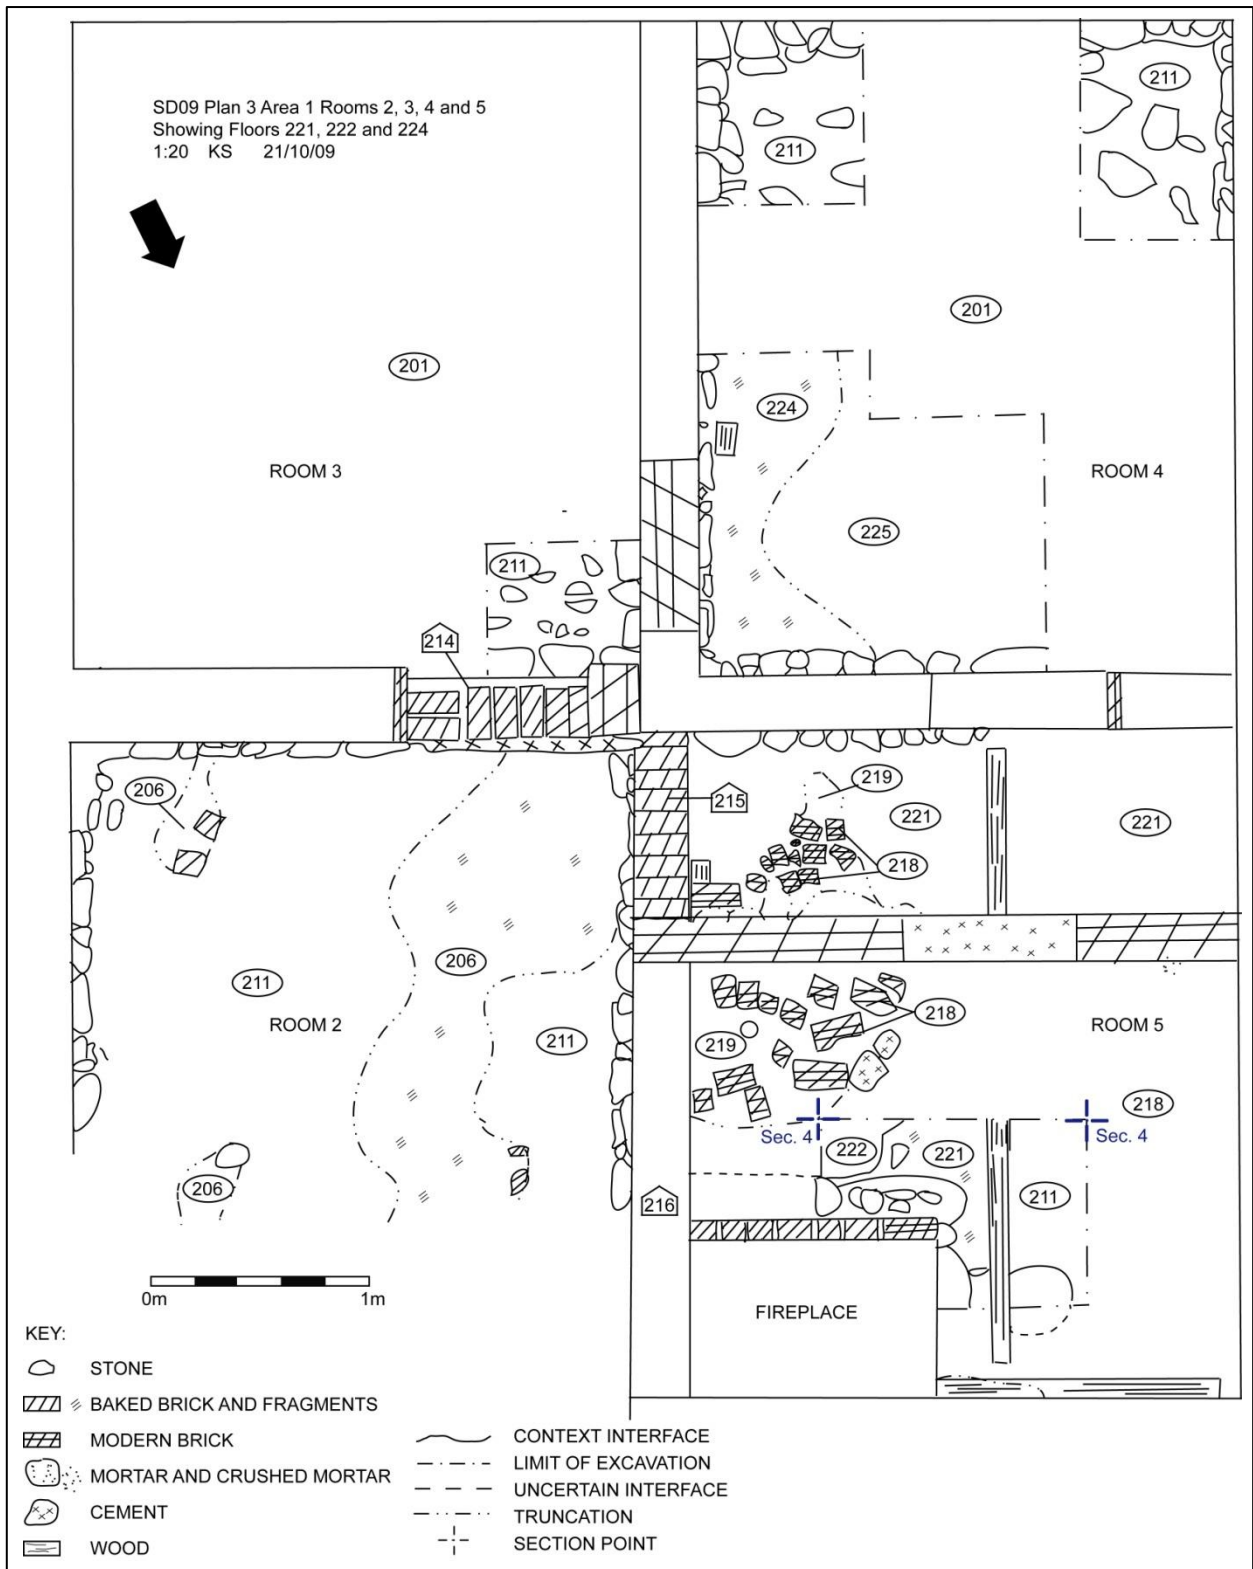 SD09 Plan 3 Area 1 Rooms 2, 3, 4 and 5
Showing Floors 221, 222 and 224
1:20 KS 21/10/09
211
211
201
201
224
ROOM 3
ROOM 4
225
211
214
206
219
215
221
221
218
206
211
ROOM 2
211
218
219
ROOM 5
218
Sec. 4
Sec. 4
222
221
206
216
211
0m 1m
FIREPLACE
KEY:
STONE
BAKED BRICK AND FRAGMENTS
MODERN BRICK
MORTAR AND CRUSHED MORTAR
CEMENT
WOOD
CONTEXT INTERFACE
LIMIT OF EXCAVATION
UNCERTAIN INTERFACE
TRUNCATION
SECTION POINT